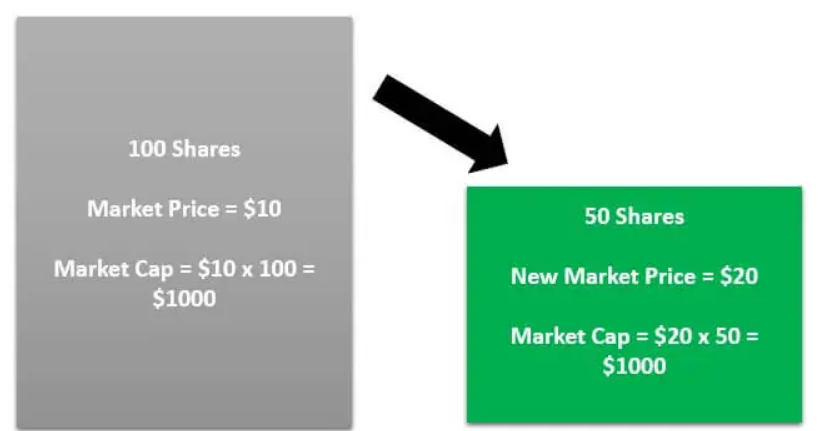 100 Shares
Market Price = $10
Market Cap = $10 x 100 =
$1000
50 Shares
New Market Price = $20
Market Cap = $20 x 50 =
$1000